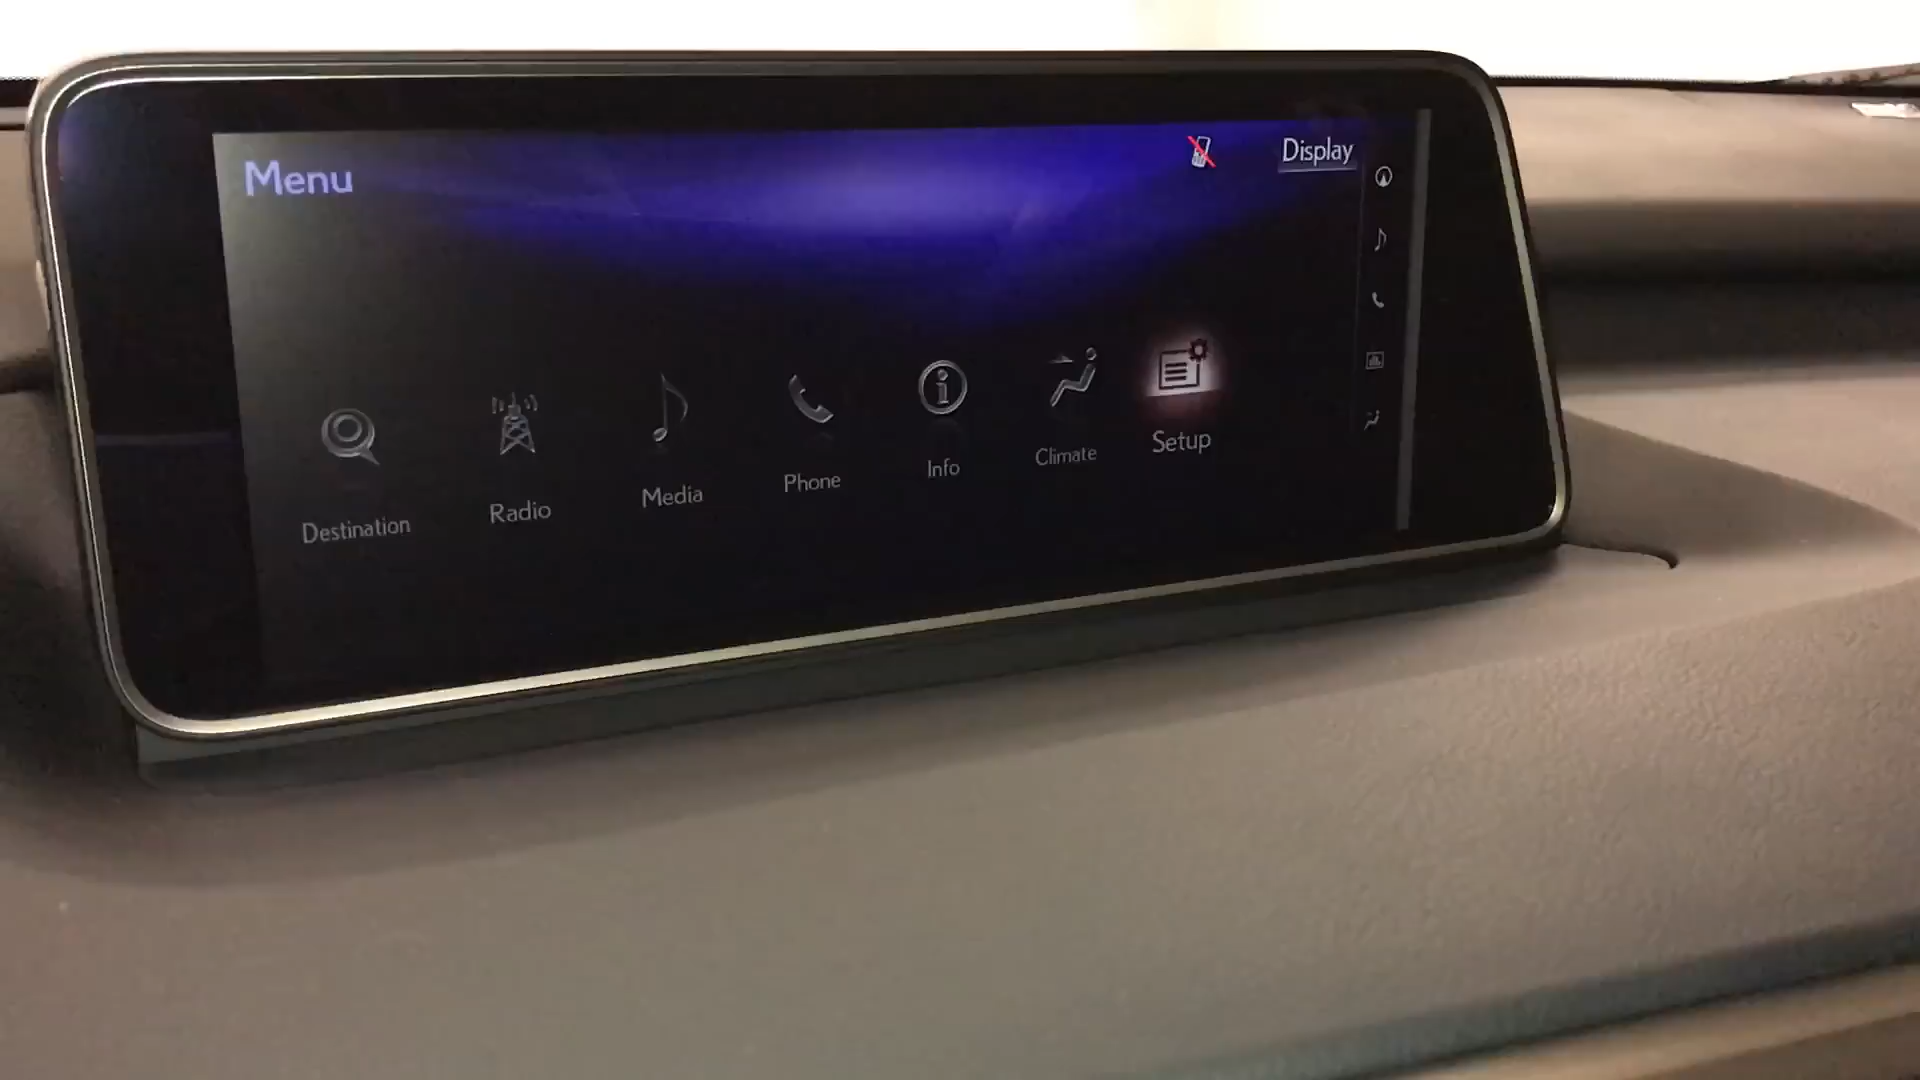 Menu
Display
Destination
Radio
Media
Phone
Info
Climate
Setup